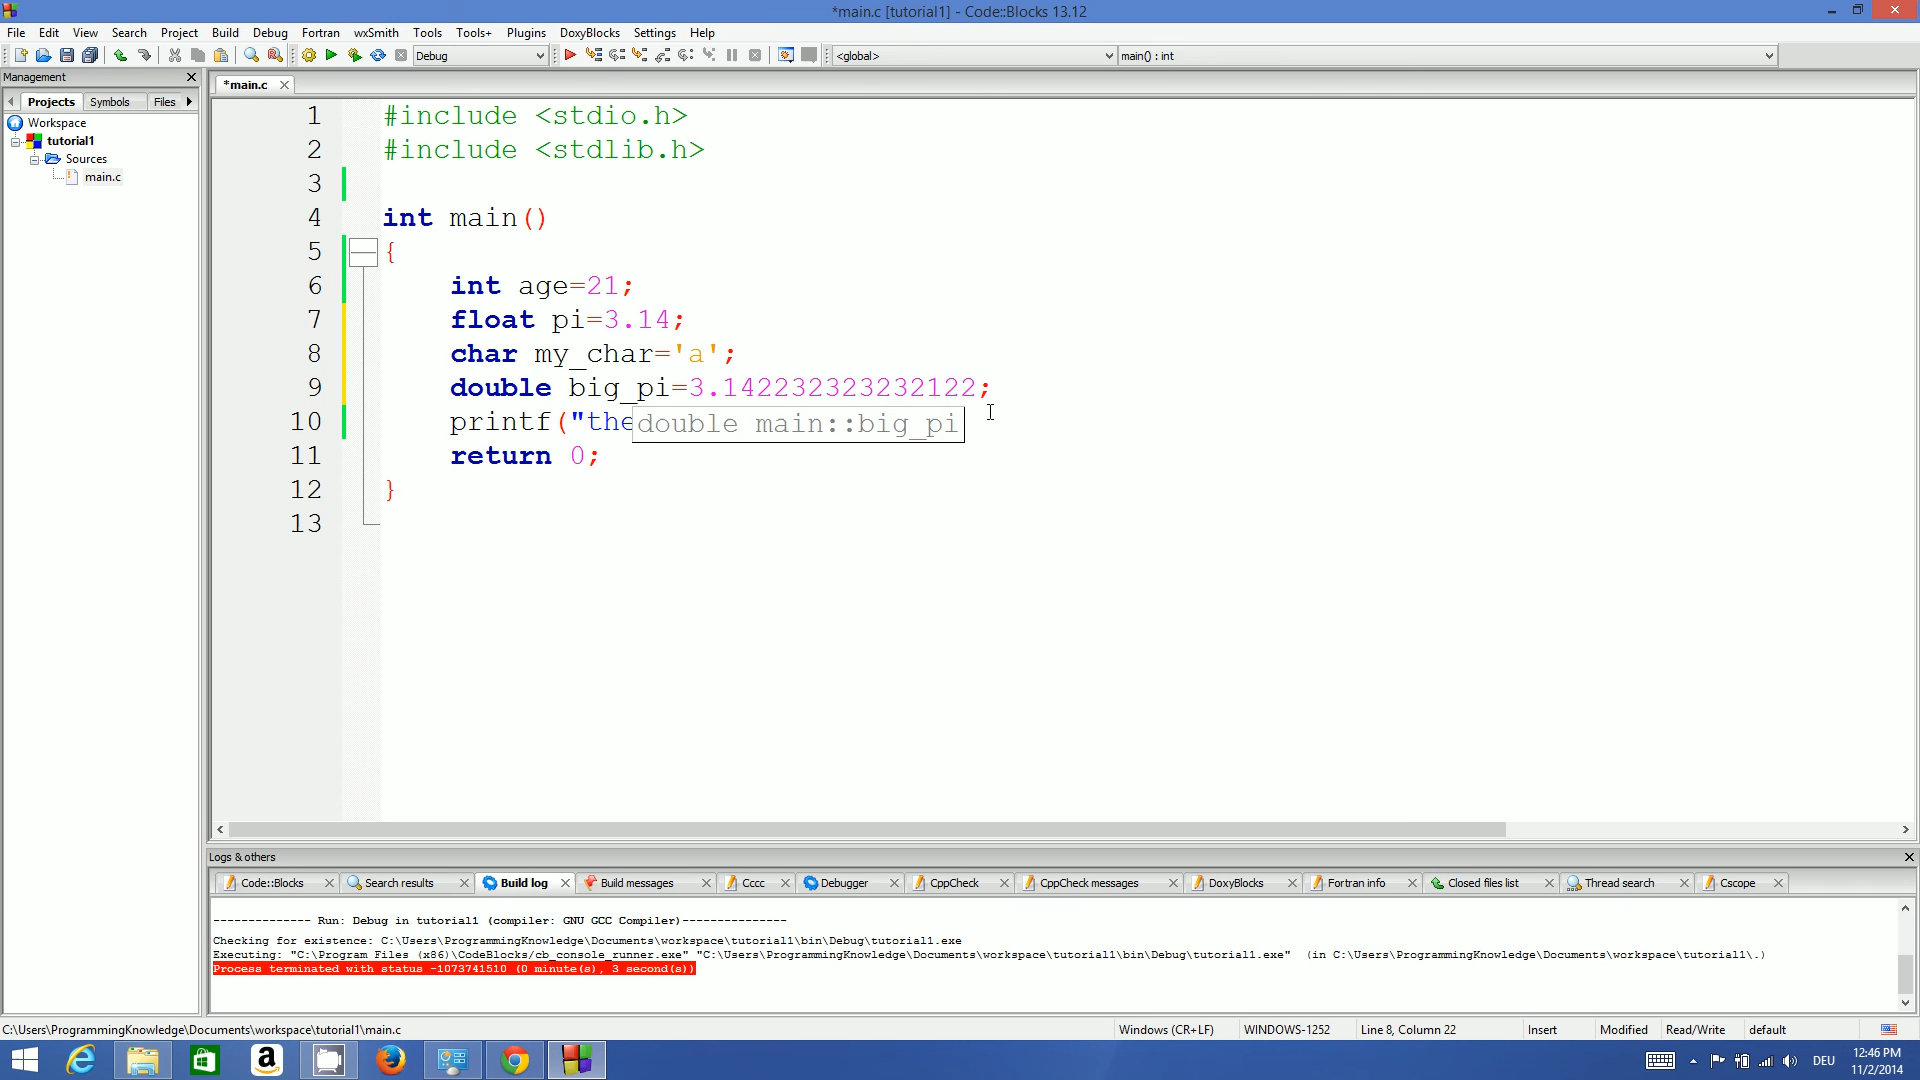 *main.c [tutorial1] - Code::Blocks 13.12
File Edit View Search Project Build Debug Fortran wxSmith Tools Tools+ Plugins DoxyBlocks Settings Help
Debug <global> main() : int
Management
Projects Symbols Files
Workspace
tutorial1
Sources
main.c
*main.c
1 #include <stdio.h>
2 #include <stdlib.h>
3
4 int main()
5 {
6 int age=21;
7 float pi=3.14;
8 char my_char='a';
9 double big_pi=3.142232323232122;
10 printf("the
double main::big_pi
11 return 0;
12 }
13
Logs & others
Code::Blocks Search results Build log Build messages Cccc Debugger CppCheck CppCheck messages DoxyBlocks Fortran info Closed files list Thread search Cscope
-------------- Run: Debug in tutorial1 (compiler: GNU GCC Compiler)---------------
Checking for existence: C:\Users\ProgrammingKnowledge\Documents\workspace\tutorial1\bin\Debug\tutorial1.exe
Executing: "C:\Program Files (x86)\CodeBlocks/cb_console_runner.exe" "C:\Users\ProgrammingKnowledge\Documents\workspace\tutorial1\bin\Debug\tutorial1.exe"  (in C:\Users\ProgrammingKnowledge\Documents\workspace\tutorial1\.)
Process terminated with status -1073741510 (0 minute(s), 3 second(s))
C:\Users\ProgrammingKnowledge\Documents\workspace\tutorial1\main.c Windows (CR+LF) WINDOWS-1252 Line 8, Column 22 Insert Modified Read/Write default
DEU 12:46 PM
11/2/2014